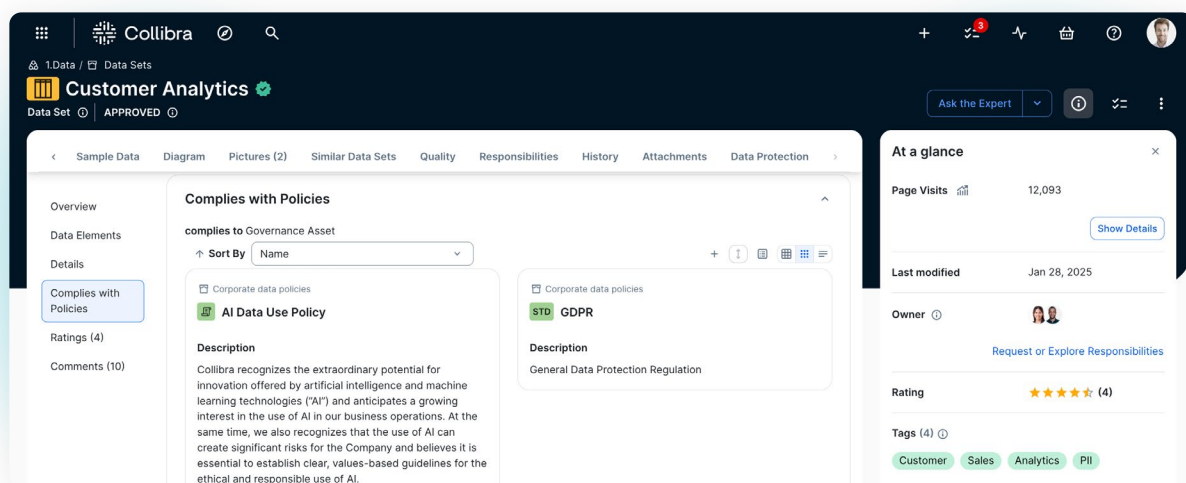 Collibra
3
1.Data / Data Sets
Customer Analytics
Data Set
APPROVED
Ask the Expert
Sample Data
Diagram
Pictures (2)
Similar Data Sets
Quality
Responsibilities
History
Attachments
Data Protection
Overview
Data Elements
Details
Complies with
Policies
Ratings (4)
Comments (10)
Complies with Policies
complies to Governance Asset
Sort By Name
Corporate data policies
AI Data Use Policy
Description
Collibra recognizes the extraordinary potential for
innovation offered by artificial intelligence and machine
learning technologies (“AI”) and anticipates a growing
interest in the use of AI in our business operations. At the
same time, we also recognizes that the use of AI can
create significant risks for the Company and believes it is
essential to establish clear, values-based guidelines for the
ethical and responsible use of AI.
Corporate data policies
STD GDPR
Description
General Data Protection Regulation
At a glance
Page Visits 12,093
Show Details
Last modified Jan 28, 2025
Owner
Request or Explore Responsibilities
Rating (4)
Tags (4)
Customer Sales Analytics PII